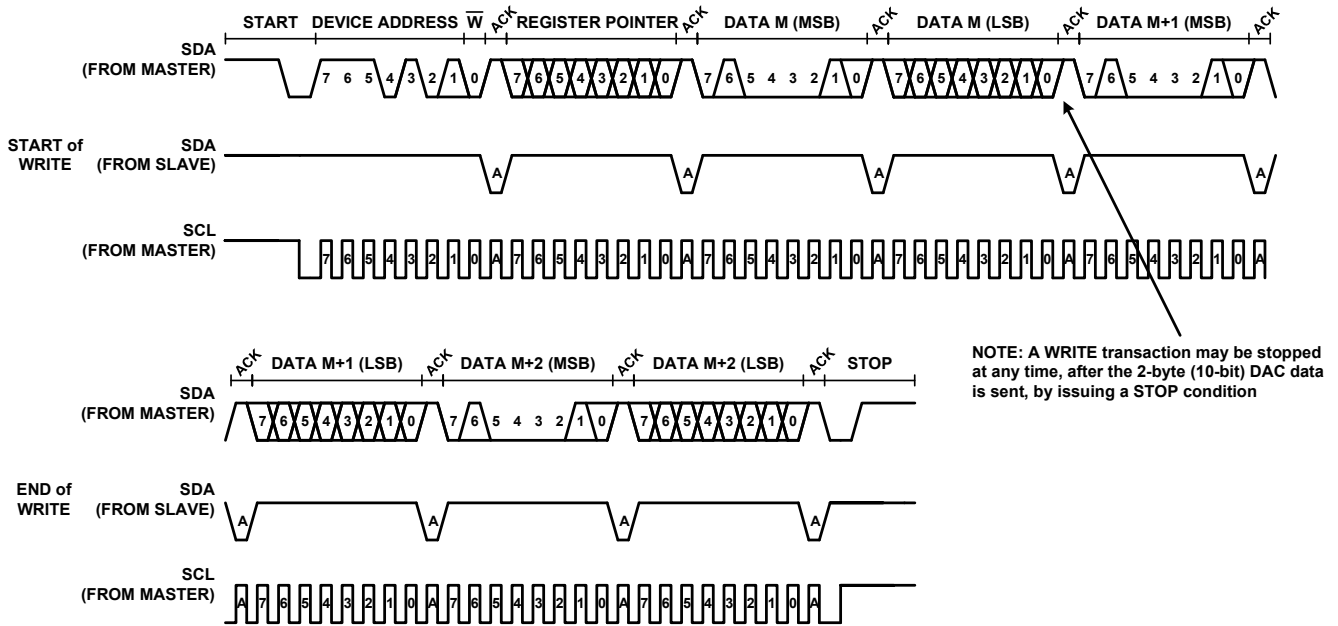 START DEVICE ADDRESS W ACK REGISTER POINTER ACK DATA M (MSB) ACK DATA M (LSB) ACK DATA M+1 (MSB) ACK
SDA
(FROM MASTER)
7 6 5 4 3 2 1 0 7 6 5 4 3 2 1 0 7 6 5 4 3 2 1 0 7 6 5 4 3 2 1 0 7 6 5 4 3 2 1 0
START of
WRITE
SDA
(FROM SLAVE)
A A A A A
SCL
(FROM MASTER)
7 6 5 4 3 2 1 0 A 7 6 5 4 3 2 1 0 A 7 6 5 4 3 2 1 0 A 7 6 5 4 3 2 1 0 A 7 6 5 4 3 2 1 0 A
NOTE: A WRITE transaction may be stopped
at any time, after the 2-byte (10-bit) DAC data
is sent, by issuing a STOP condition
ACK DATA M+1 (LSB) ACK DATA M+2 (MSB) ACK DATA M+2 (LSB) ACK STOP
SDA
(FROM MASTER)
7 6 5 4 3 2 1 0 7 6 5 4 3 2 1 0 7 6 5 4 3 2 1 0
END of
WRITE
SDA
(FROM SLAVE)
A A A A
SCL
(FROM MASTER)
A 7 6 5 4 3 2 1 0 A 7 6 5 4 3 2 1 0 A 7 6 5 4 3 2 1 0 A